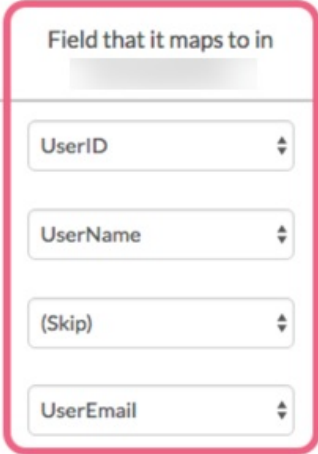 Field that it maps to in
UserID
UserName
(Skip)
UserEmail